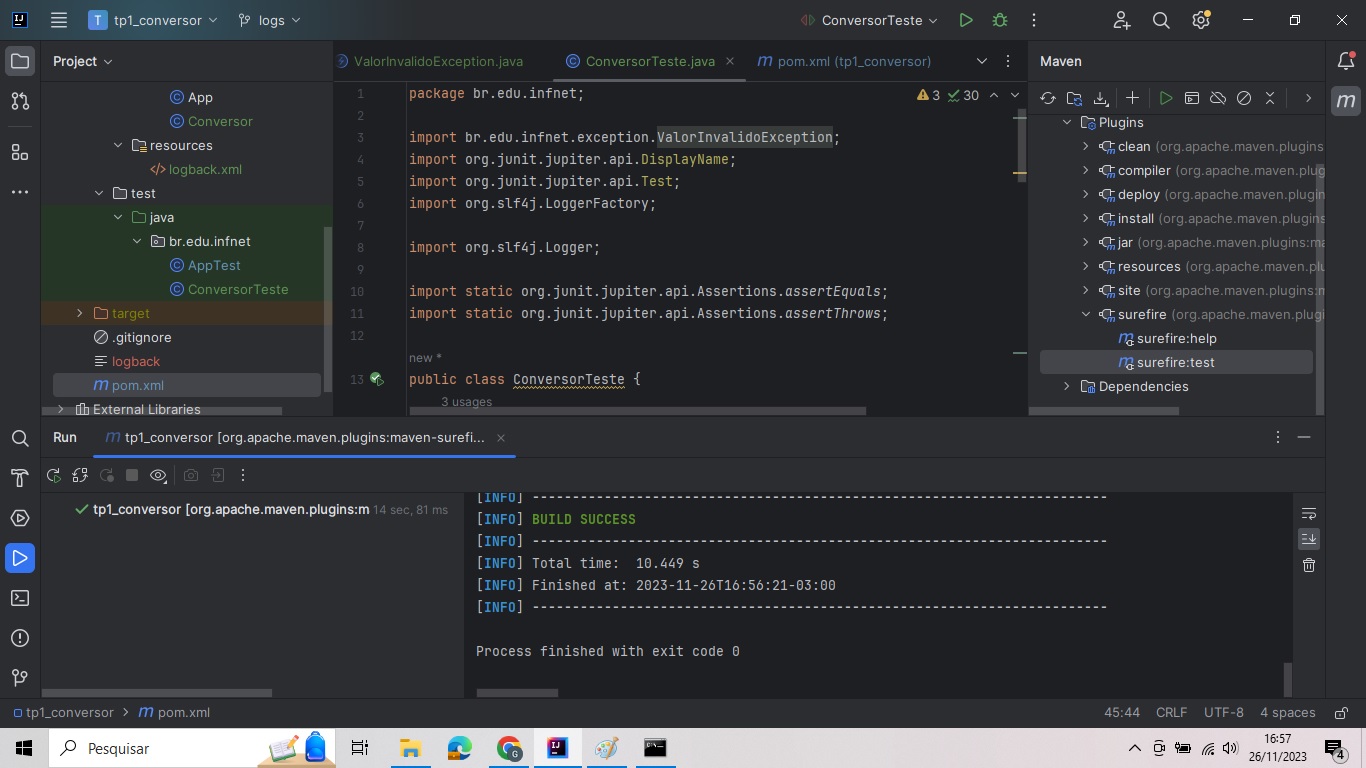 T tp1_conversor logs ConversorTeste
Project
ValorInvalidoException.java ConversorTeste.java pom.xml (tp1_conversor)
Maven
App
Conversor
resources
logback.xml
test
java
br.edu.infnet
AppTest
ConversorTeste
target
.gitignore
logback
pom.xml
External Libraries
3 30
1 package br.edu.infnet;
2
3 import br.edu.infnet.exception.ValorInvalidoException;
4 import org.junit.jupiter.api.DisplayName;
5 import org.junit.jupiter.api.Test;
6 import org.slf4j.LoggerFactory;
7
8 import org.slf4j.Logger;
9
10 import static org.junit.jupiter.api.Assertions.assertEquals;
11 import static org.junit.jupiter.api.Assertions.assertThrows;
12
new *
13 public class ConversorTeste {
3 usages
Plugins
clean (org.apache.maven.plugins
compiler (org.apache.maven.plug
deploy (org.apache.maven.plugin
install (org.apache.maven.plugin
jar (org.apache.maven.plugins:ma
resources (org.apache.maven.plu
site (org.apache.maven.plugins:m
surefire (org.apache.maven.plugi
surefire:help
surefire:test
Dependencies
Run tp1_conversor [org.apache.maven.plugins:maven-surefi...
tp1_conversor [org.apache.maven.plugins:m 14 sec, 81 ms
[INFO] ------------------------------------------------------------------------
[INFO] BUILD SUCCESS
[INFO] ------------------------------------------------------------------------
[INFO] Total time:  10.449 s
[INFO] Finished at: 2023-11-26T16:56:21-03:00
[INFO] ------------------------------------------------------------------------
Process finished with exit code 0
tp1_conversor > pom.xml
45:44 CRLF UTF-8 4 spaces
Pesquisar
16:57
26/11/2023
4